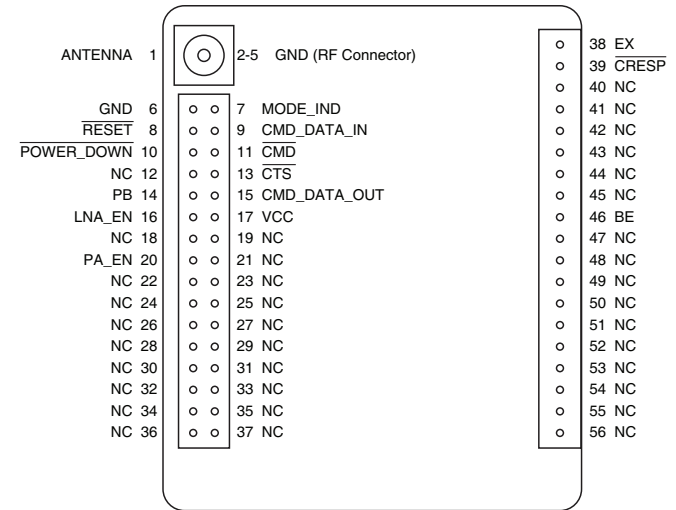 ANTENNA 1 2-5 GND (RF Connector) 38 EX
39 CRESP
40 NC
GND 6 7 MODE_IND 41 NC
RESET 8 9 CMD_DATA_IN 42 NC
POWER_DOWN 10 11 CMD 43 NC
NC 12 13 CTS 44 NC
PB 14 15 CMD_DATA_OUT 45 NC
LNA_EN 16 17 VCC 46 BE
NC 18 19 NC 47 NC
PA_EN 20 21 NC 48 NC
NC 22 23 NC 49 NC
NC 24 25 NC 50 NC
NC 26 27 NC 51 NC
NC 28 29 NC 52 NC
NC 30 31 NC 53 NC
NC 32 33 NC 54 NC
NC 34 35 NC 55 NC
NC 36 37 NC 56 NC